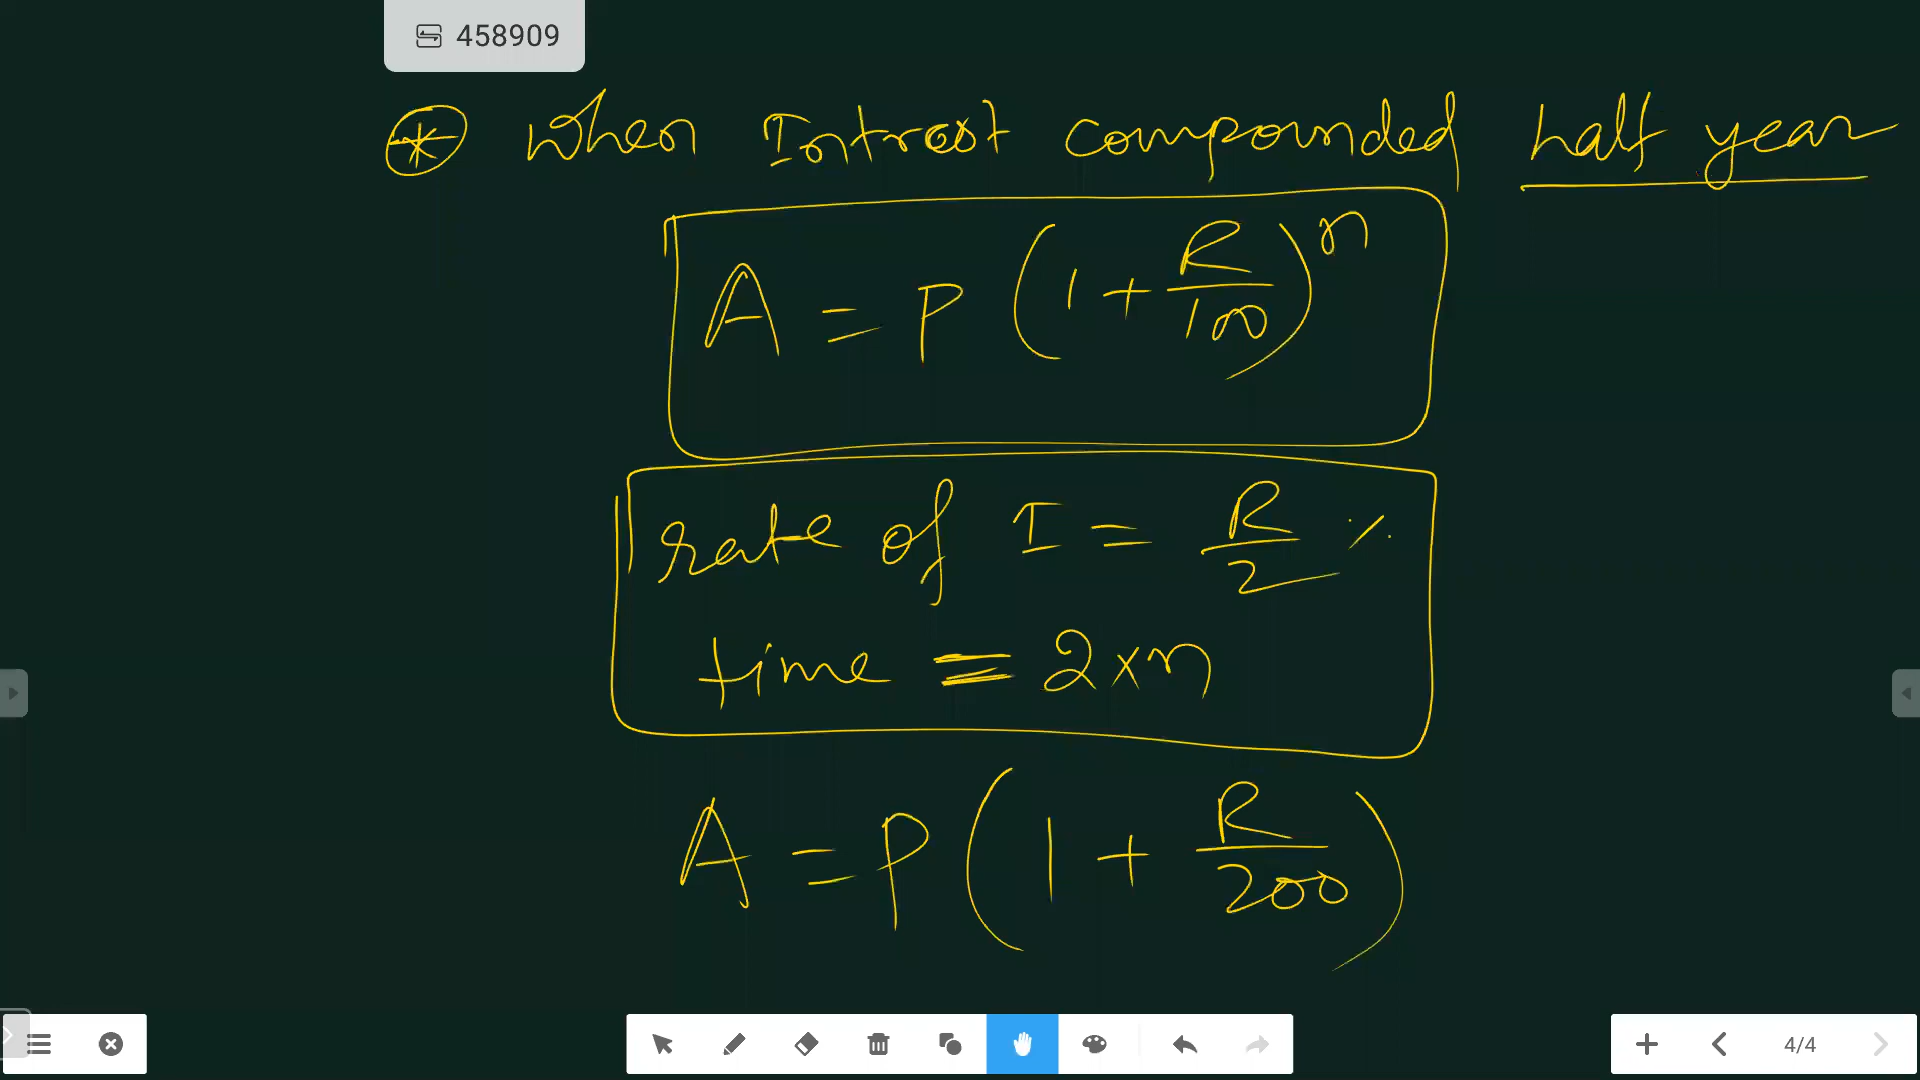 458909
* When Intrest compounded half year
A = P (1 + R/100)^n
rate of I = R/2 %
time = 2×n
A = P (1 + R/200)
4/4